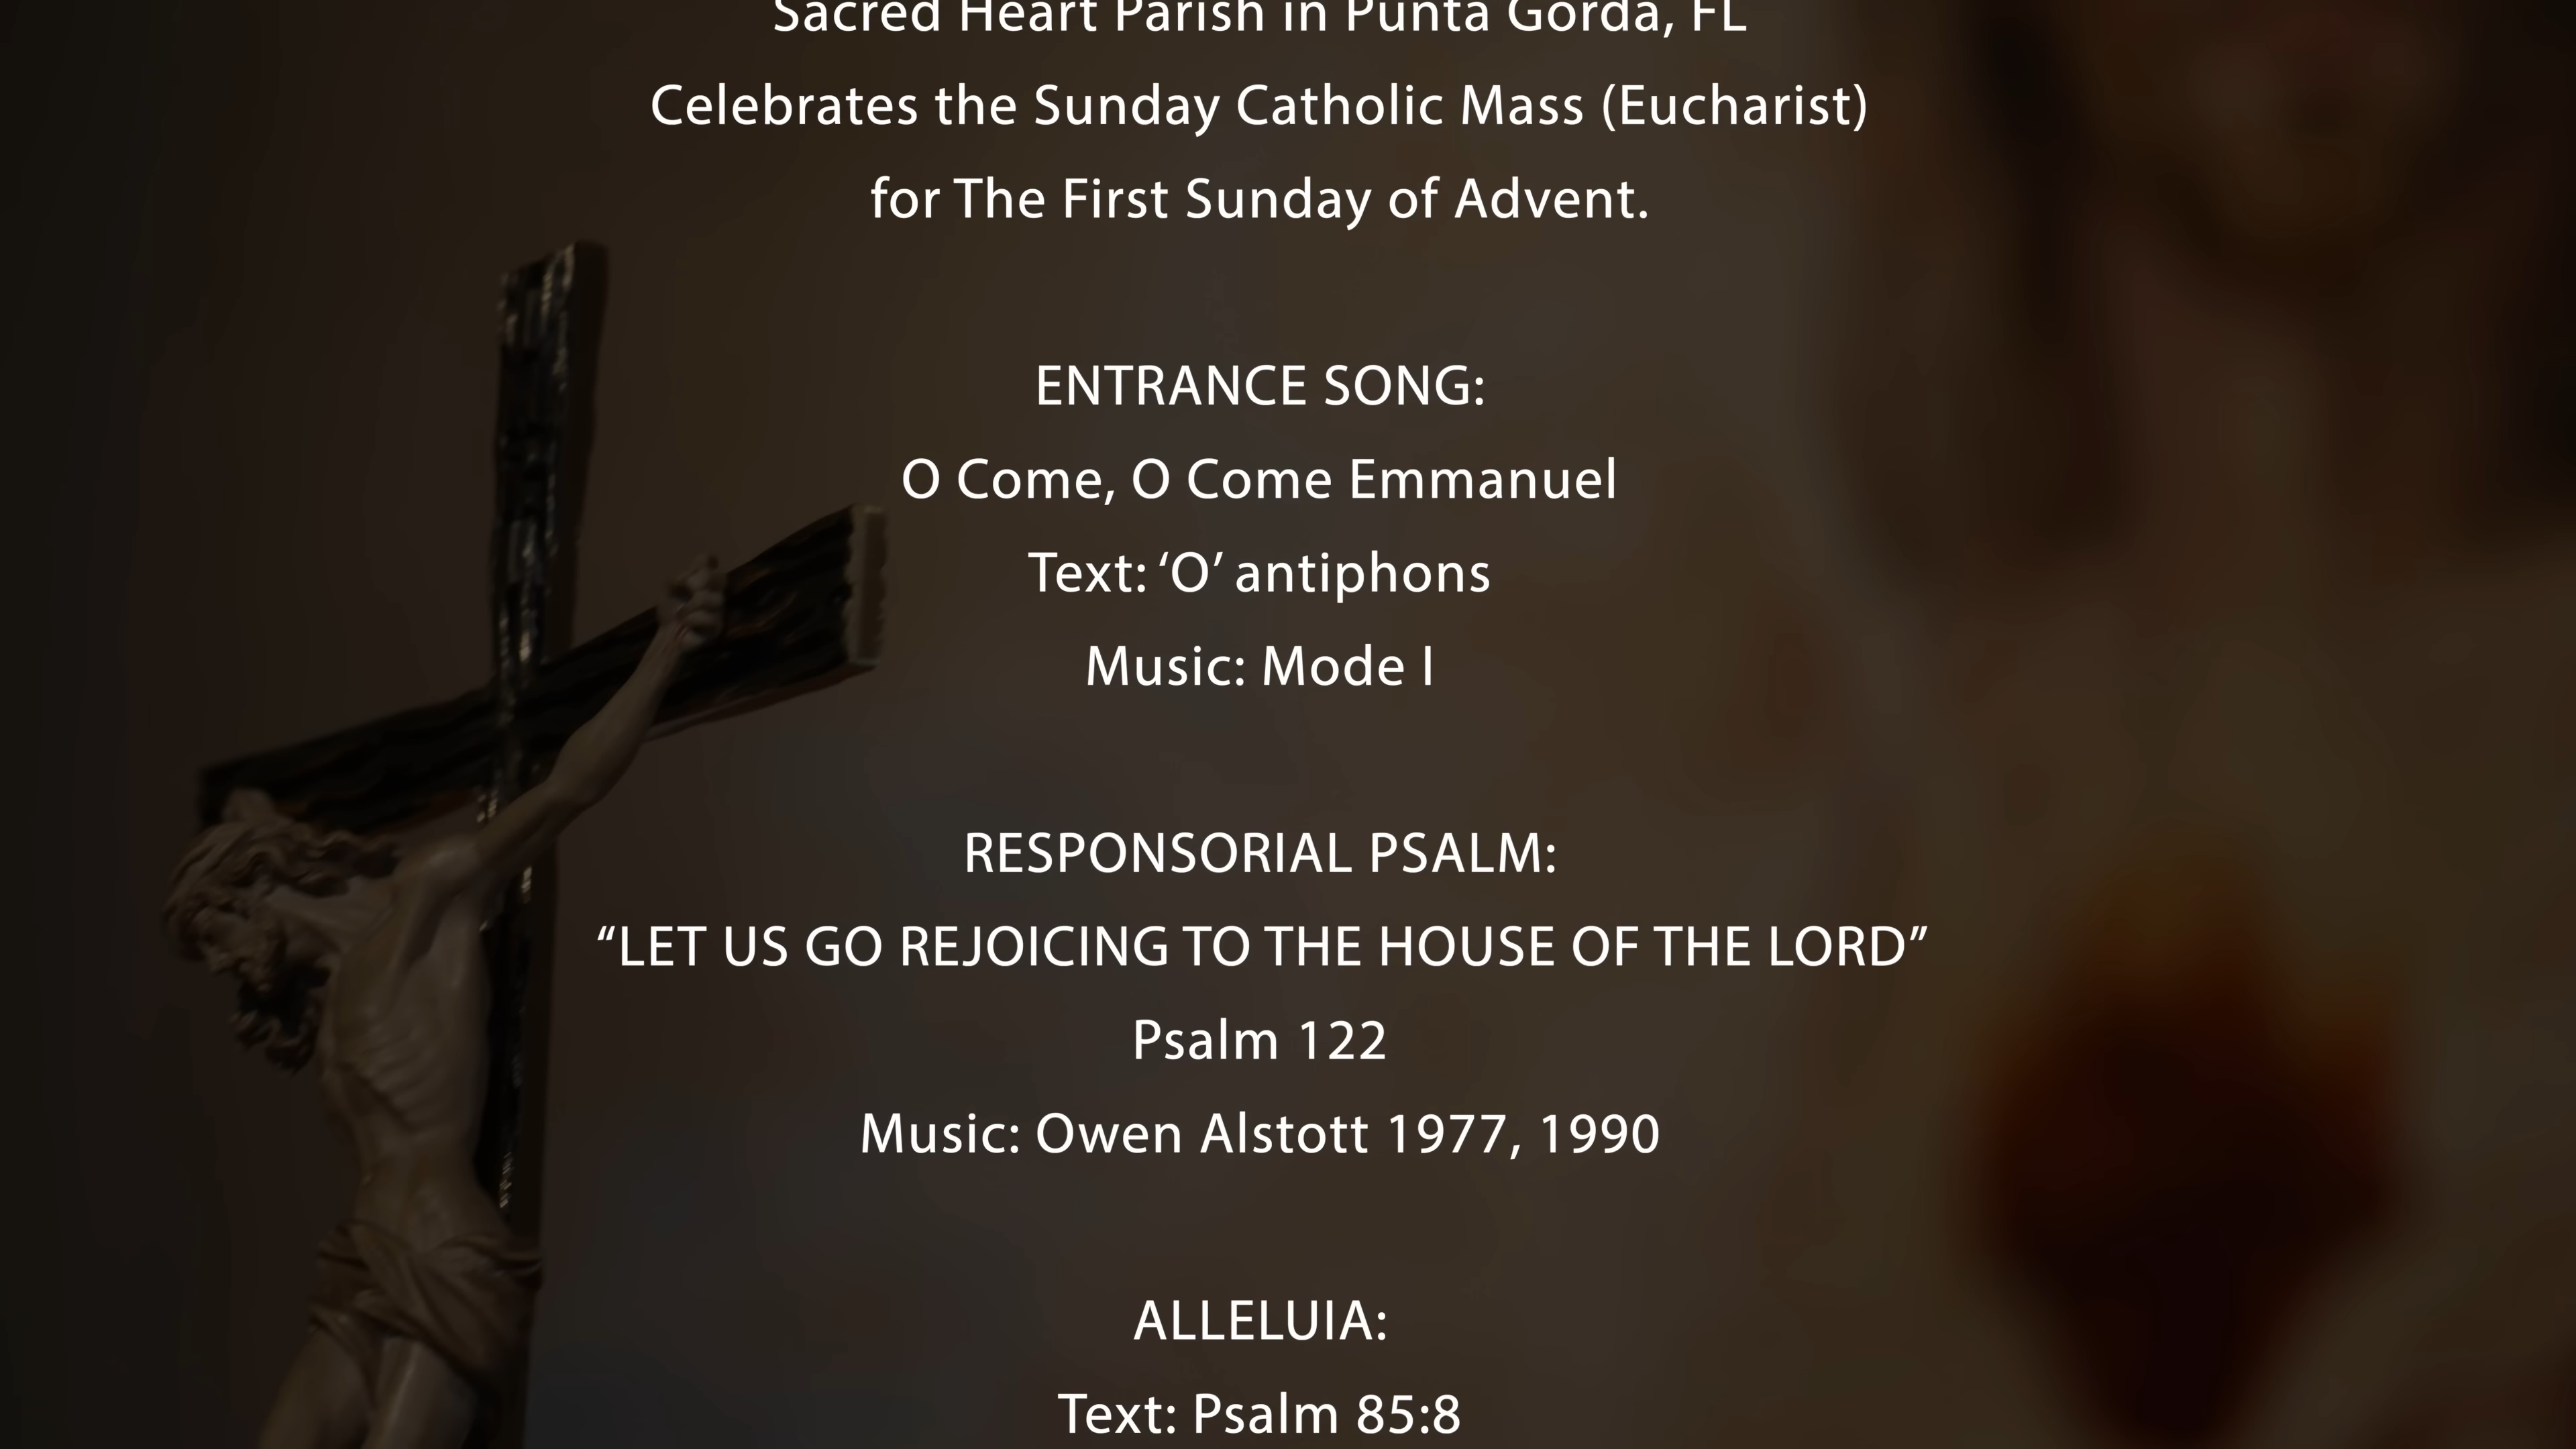 Sacred Heart Parish in Punta Gorda, FL
Celebrates the Sunday Catholic Mass (Eucharist)
for The First Sunday of Advent.
ENTRANCE SONG:
O Come, O Come Emmanuel
Text: ‘O’ antiphons
Music: Mode I
RESPONSORIAL PSALM:
“LET US GO REJOICING TO THE HOUSE OF THE LORD”
Psalm 122
Music: Owen Alstott 1977, 1990
ALLELUIA:
Text: Psalm 85:8